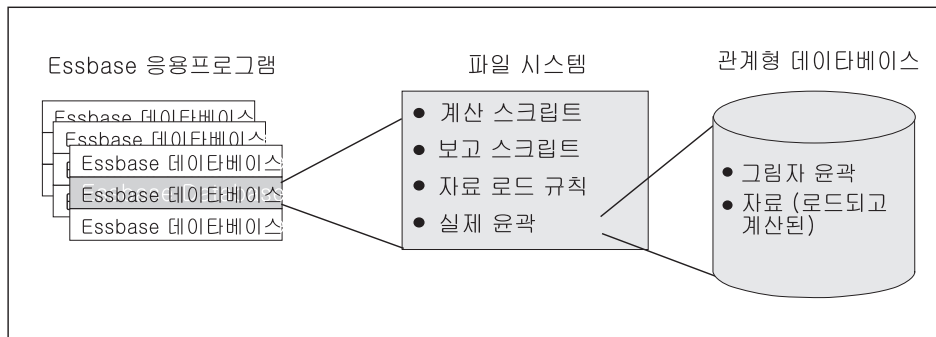 Essbase 응용프로그램
Essbase 데이타베이스
Essbase 데이타베이스
Essbase 데이타베이스
Essbase 데이타베이스
Essbase 데이타베이스
파일 시스템
● 계산 스크립트
● 보고 스크립트
● 자료 로드 규칙
● 실제 윤곽
관계형 데이타베이스
● 그림자 윤곽
● 자료 (로드되고
계산된)